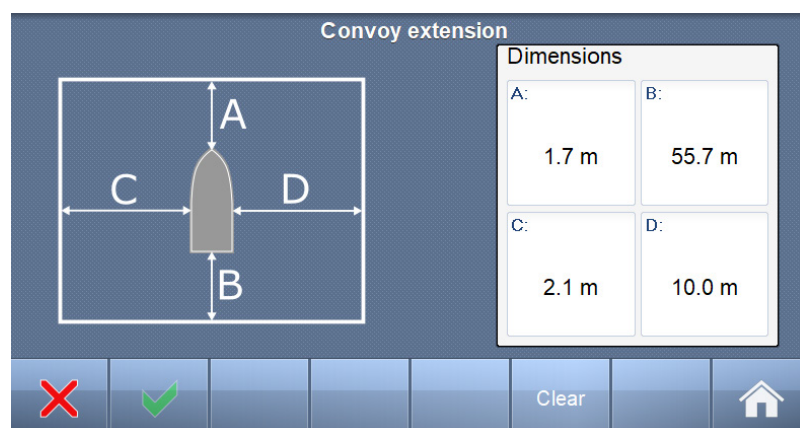 Convoy extension
Dimensions
A
C
D
B
A:
B:
1.7 m
55.7 m
C:
D:
2.1 m
10.0 m
Clear